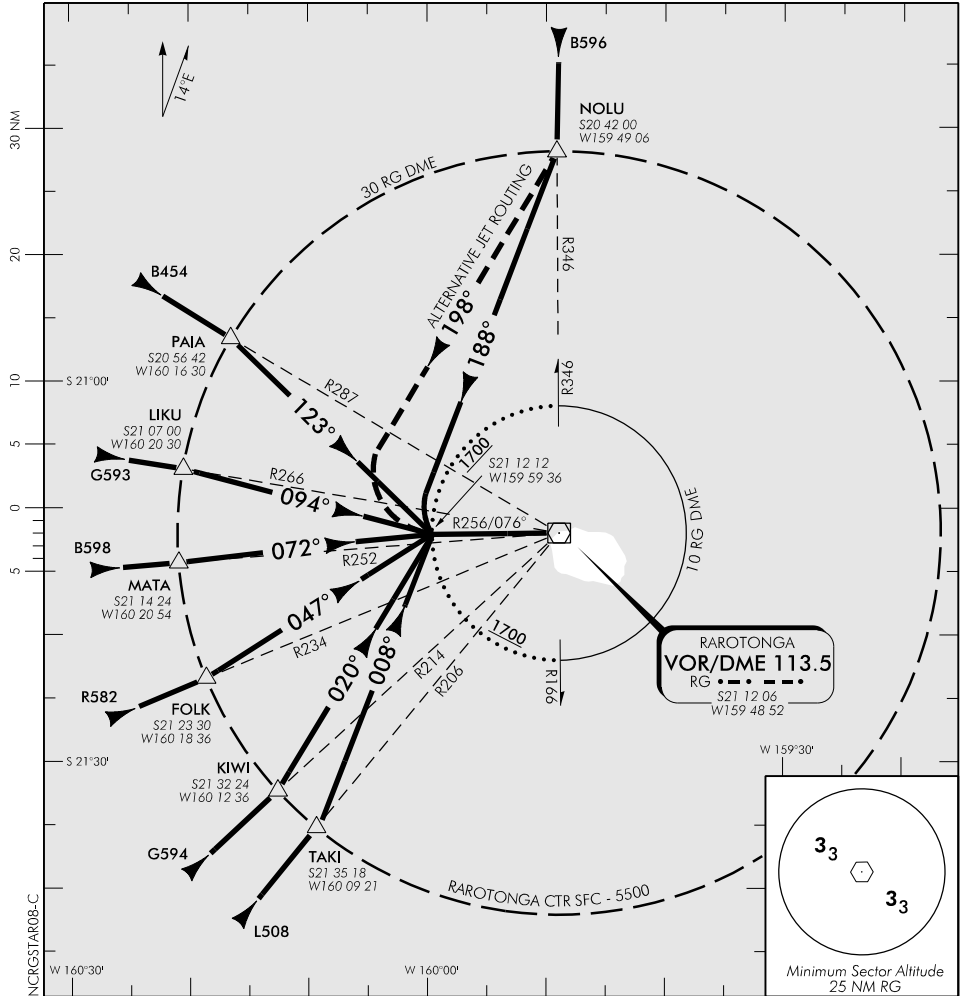 B596
14°E
NOLU
S20 42 00
W159 49 06
30 NM
30 RG DME
ALTERNATIVE JET ROUTING
R346
20
B454
198°
188°
PAIA
S20 56 42
W160 16 30
10
S 21°00'
R287
R346
123°
LIKU
S21 07 00
W160 20 30
5
1700
S21 12 12
W159 59 36
G593
R266
094°
0
R256/076°
10 RG DME
B598
072°
R252
MATA
S21 14 24
W160 20 54
5
047°
R234
1700
020°
008°
R214
R206
R166
RAROTONGA
VOR/DME 113.5
RG
S21 12 06
W159 48 52
R582
FOLK
S21 23 30
W160 18 36
W 159°30'
S 21°30'
KIWI
S21 32 24
W160 12 36
G594
TAKI
S21 35 18
W160 09 21
RAROTONGA CTR SFC - 5500
L508
33
33
NCRGSTAR08-C
W 160°30'
W 160°00'
Minimum Sector Altitude
25 NM RG